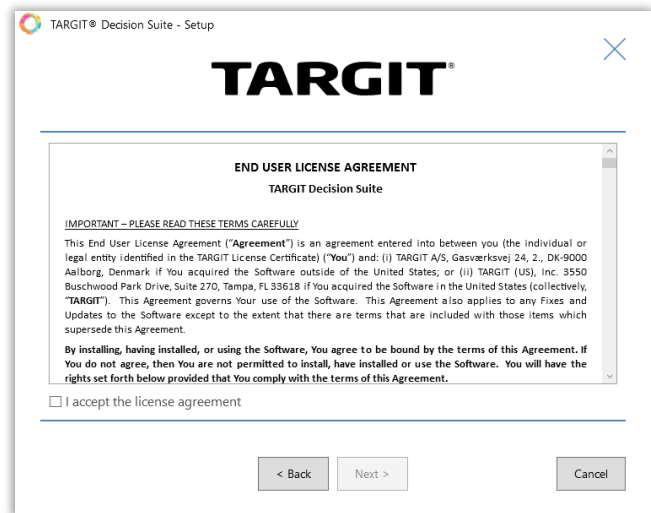 TARGIT® Decision Suite - Setup
TARGIT®
END USER LICENSE AGREEMENT
TARGIT Decision Suite
IMPORTANT – PLEASE READ THESE TERMS CAREFULLY
This End User License Agreement (“Agreement”) is an agreement entered into between you (the individual or
legal entity identified in the TARGIT License Certificate) (“You”) and: (i) TARGIT A/S, Gasværksvej 24, 2., DK-9000
Aalborg, Denmark if You acquired the Software outside of the United States; or (ii) TARGIT (US), Inc. 3550
Buschwood Park Drive, Suite 270, Tampa, FL 33618 if You acquired the Software in the United States (collectively,
“TARGIT”). This Agreement governs Your use of the Software. This Agreement also applies to any Fixes and
Updates to the Software except to the extent that there are terms that are included with those items which
supersede this Agreement.
By installing, having installed, or using the Software, You agree to be bound by the terms of this Agreement. If
You do not agree, then You are not permitted to install, have installed or use the Software. You will have the
rights set forth below provided that You comply with the terms of this Agreement.
I accept the license agreement
< Back
Next >
Cancel